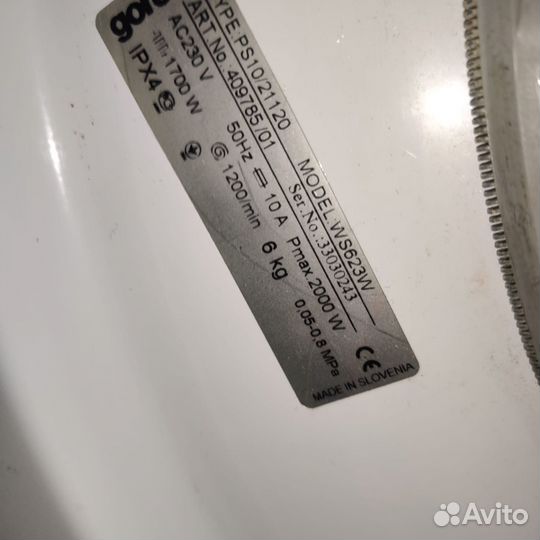 gore
TYPE: PS10/21120 MODEL: WS623W
ART.No.: 409785/01 Ser.No.: 33030243
AC230 V 50Hz 10 A Pmax 2000 W
1700 W 1200/min 6 kg 0,05-0,8 MPa
IPX4
CE
MADE IN SLOVENIA
Avito